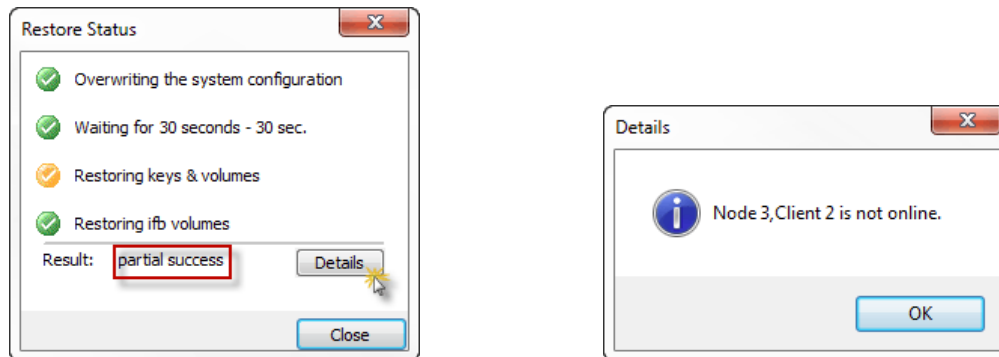 Restore Status
Overwriting the system configuration
Waiting for 30 seconds - 30 sec.
Restoring keys & volumes
Restoring ifb volumes
Result: partial success Details
Close
Details
Node 3,Client 2 is not online.
OK